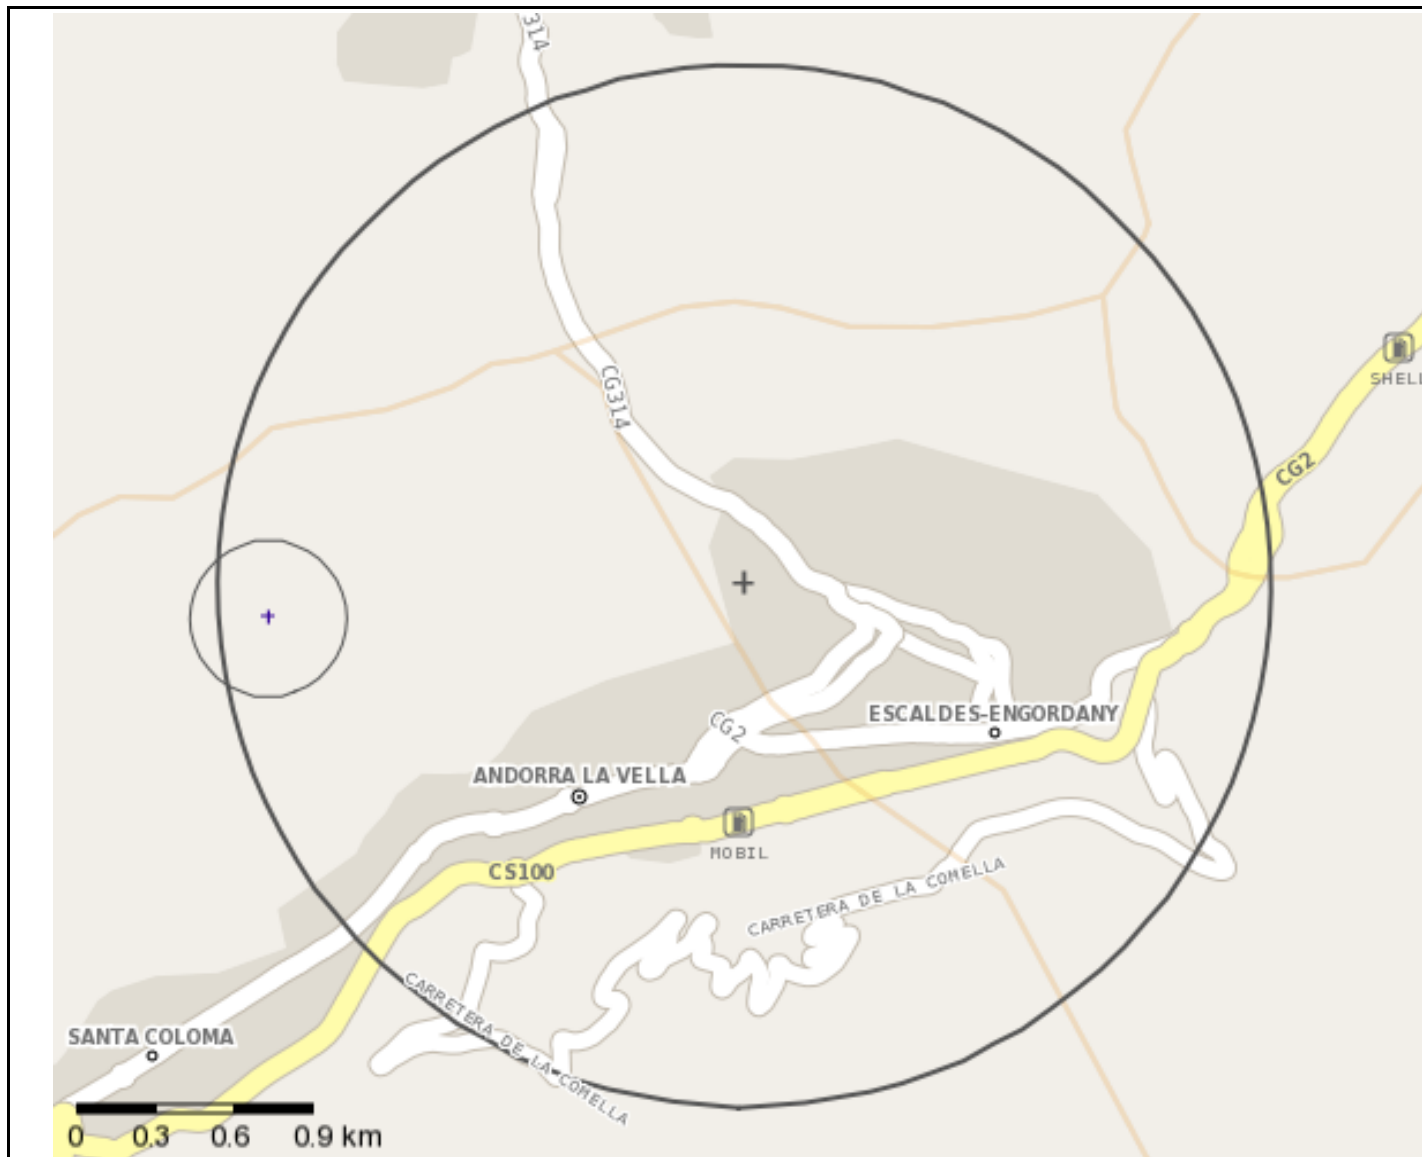 314
SHELL
CG314
CG2
ESCALDES-ENGORDANY
CG2
ANDORRA LA VELLA
MOBIL
CS100
CARRETERA DE LA COMELLA
CARRETERA DE LA COMELLA
SANTA COLOMA
0 0.3 0.6 0.9 km